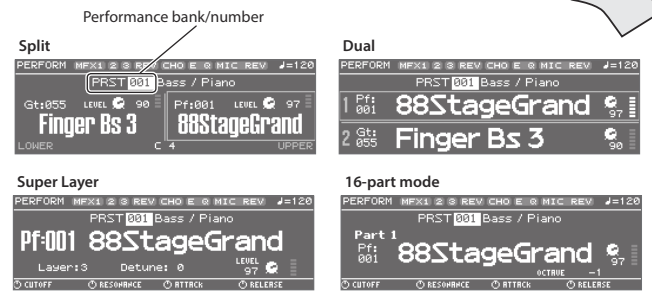 Performance bank/number
Split
PERFORM MFX1 2 3 REV CHO E Q MIC REV ♩=120
PRST 001 Bass / Piano
Gt:055 LEVEL 90 Pf:001 LEVEL 97
Finger Bs 3 88StageGrand
LOWER C 4 UPPER
Dual
PERFORM MFX1 2 3 REV CHO E Q MIC REV ♩=120
PRST 001 Bass / Piano
1 Pf: 001 88StageGrand 97
2 Gt: 055 Finger Bs 3 90
Super Layer
PERFORM MFX1 2 3 REV CHO E Q MIC REV ♩=120
PRST 001 Bass / Piano
Pf:001 88StageGrand
Layer:3 Detune: 0 LEVEL 97
CUTOFF RESONANCE ATTACK RELEASE
16-part mode
PERFORM MFX1 2 3 REV CHO E Q MIC REV ♩=120
PRST 001 Bass / Piano
Part 1
Pf: 001 88StageGrand 97
OCTAVE -1
CUTOFF RESONANCE ATTACK RELEASE